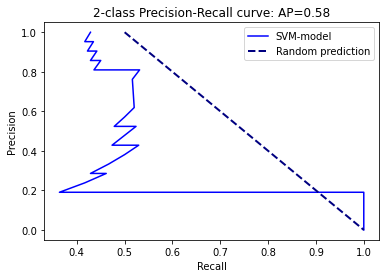 2-class Precision-Recall curve: AP=0.58
SVM-model
Random prediction
Precision
1.0
0.8
0.6
0.4
0.2
0.0
0.4 0.5 0.6 0.7 0.8 0.9 1.0
Recall